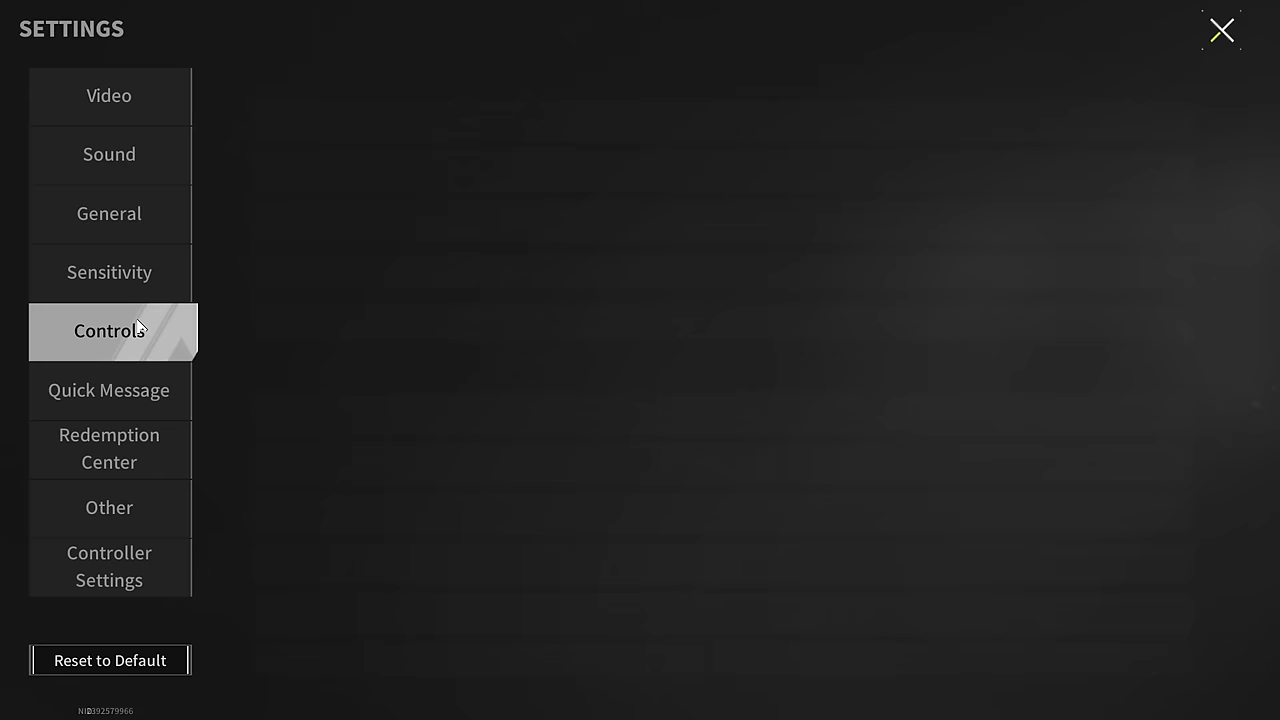 SETTINGS
Video
Sound
General
Sensitivity
Controls
Quick Message
Redemption
Center
Other
Controller
Settings
Reset to Default